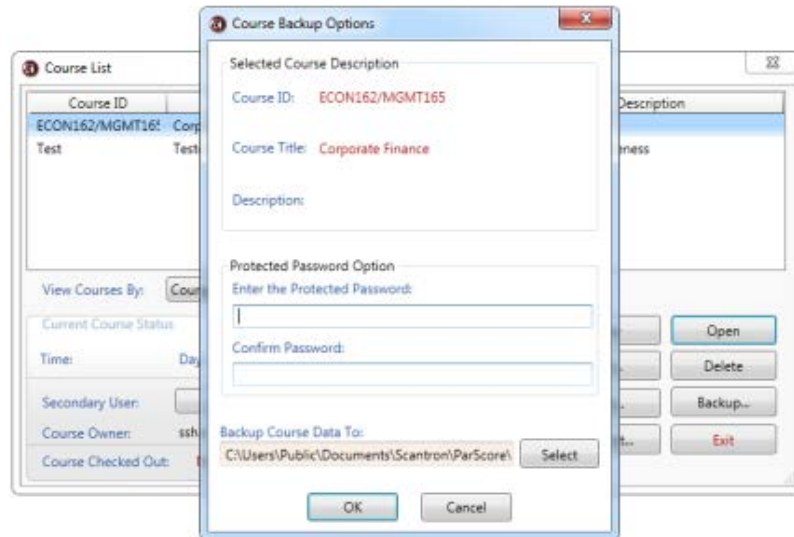 Course Backup Options
Course List
Selected Course Description
Course ID: ECON162/MGMT165
Course Title: Corporate Finance
Description:
Course ID
Description
ECON162/MGMT165 Corp
Test Test
eness
Protected Password Option
Enter the Protected Password:
Confirm Password:
View Courses By: Cour
Current Course Status
Time: Day
Open
Delete
Secondary User:
Backup...
Course Owner: ssh
Exit
Course Checked Out:
Backup Course Data To:
C:\Users\Public\Documents\Scantron\ParScore\ Select
OK Cancel